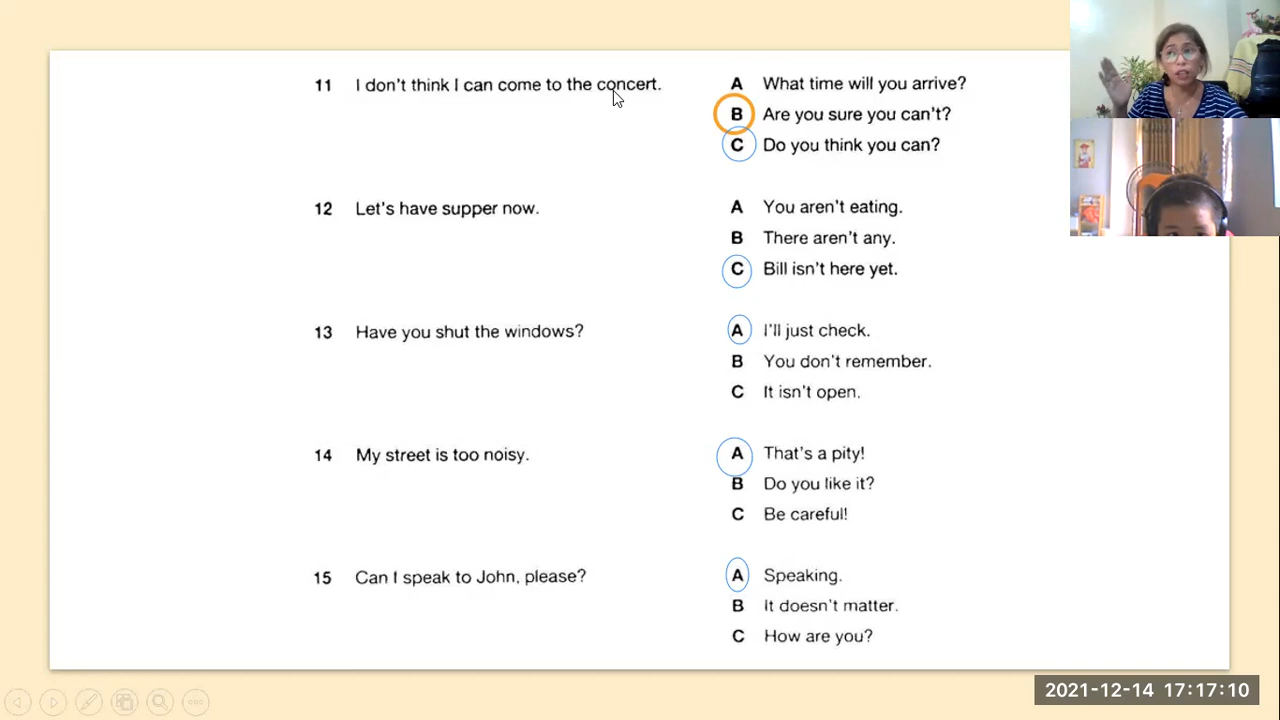 11 I don't think I can come to the concert.
A What time will you arrive?
B Are you sure you can't?
C Do you think you can?
12 Let's have supper now.
A You aren't eating.
B There aren't any.
C Bill isn't here yet.
13 Have you shut the windows?
A I'll just check.
B You don't remember.
C It isn't open.
14 My street is too noisy.
A That's a pity!
B Do you like it?
C Be careful!
15 Can I speak to John, please?
A Speaking.
B It doesn't matter.
C How are you?
2021-12-14 17:17:10